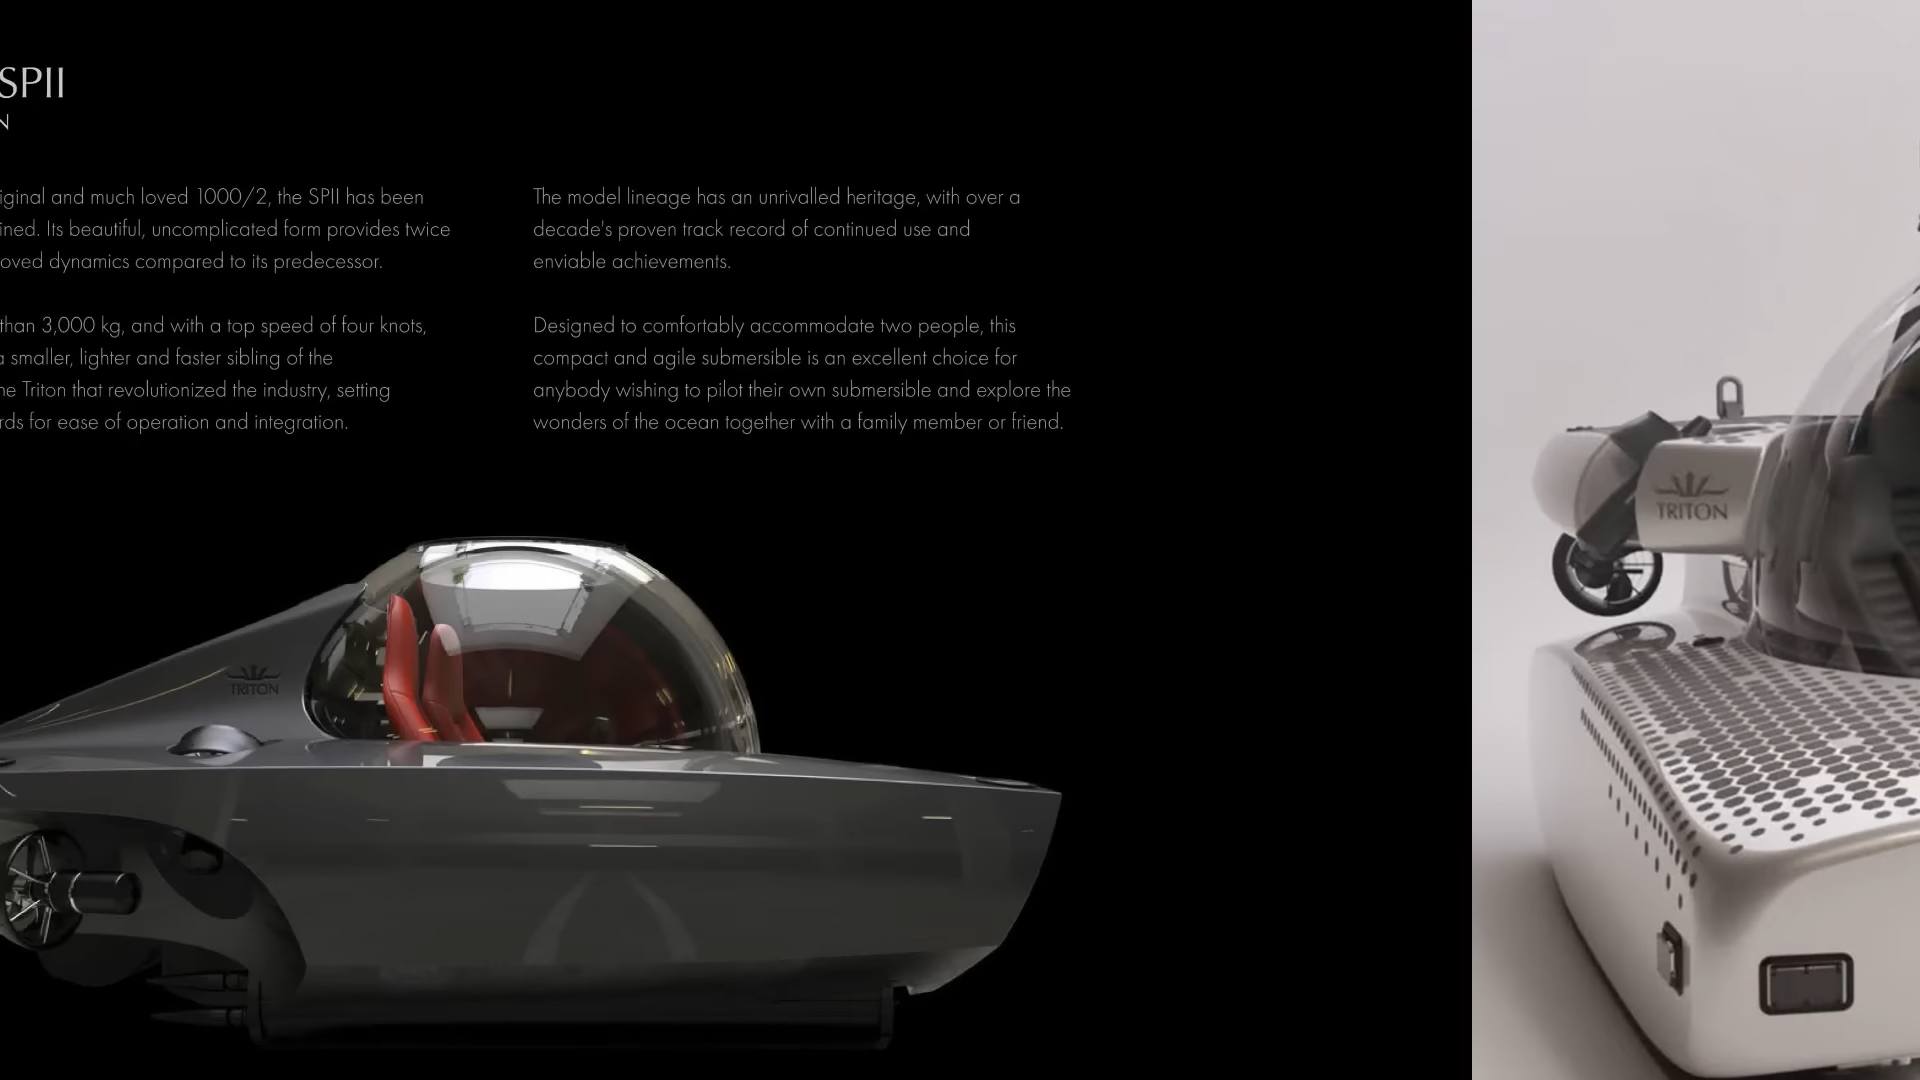 SPII
N
iginal and much loved 1000/2, the SPII has been
ined. Its beautiful, uncomplicated form provides twice
oved dynamics compared to its predecessor.
than 3,000 kg, and with a top speed of four knots,
a smaller, lighter and faster sibling of the
ne Triton that revolutionized the industry, setting
rds for ease of operation and integration.
The model lineage has an unrivalled heritage, with over a
decade's proven track record of continued use and
enviable achievements.
Designed to comfortably accommodate two people, this
compact and agile submersible is an excellent choice for
anybody wishing to pilot their own submersible and explore the
wonders of the ocean together with a family member or friend.
TRITON
TRITON